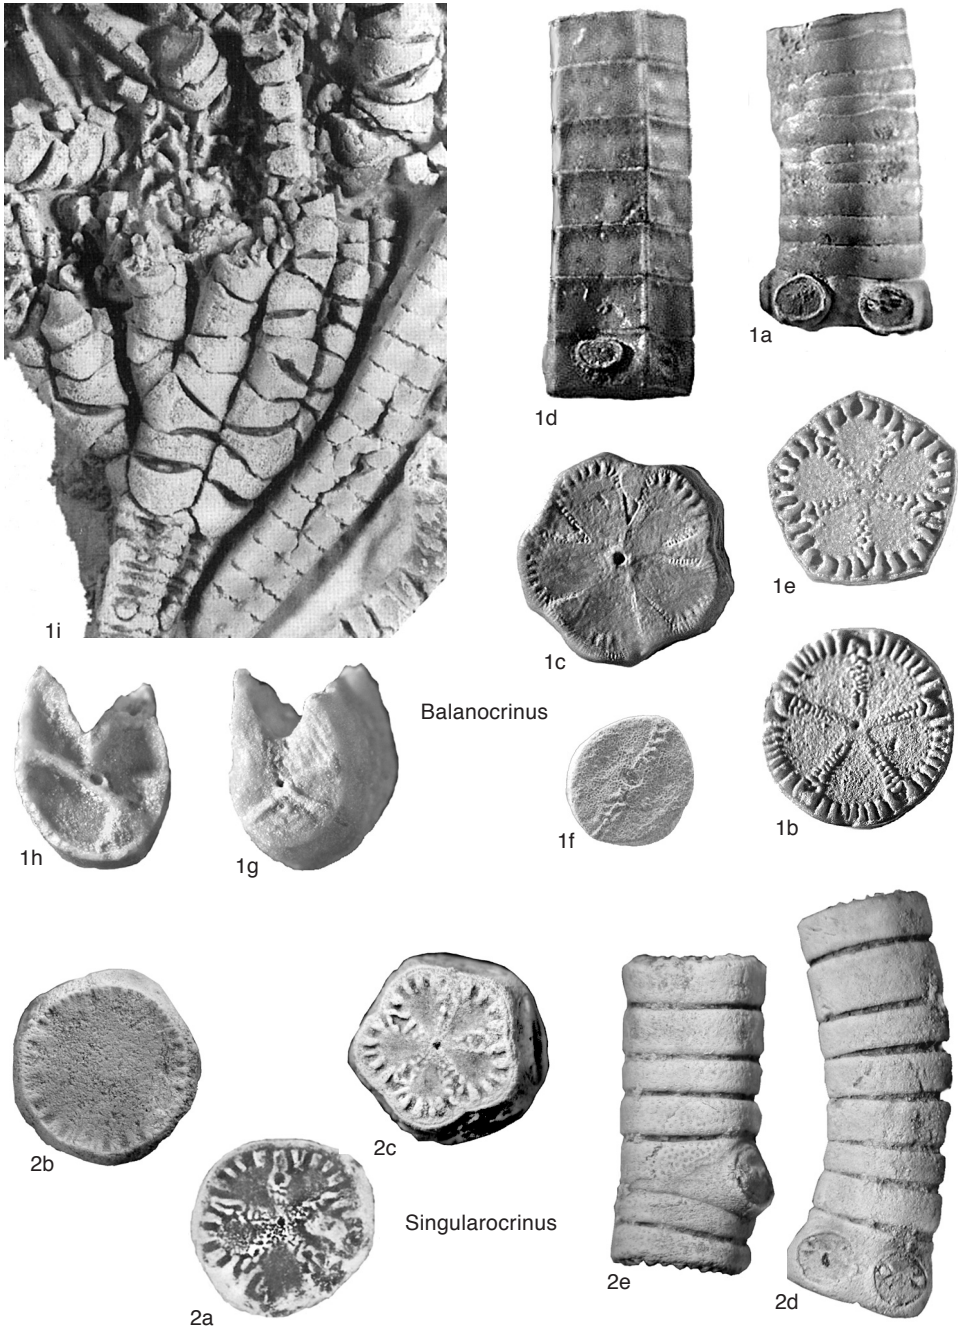 1d
1a
1e
1i
1c
Balanocrinus
1h
1g
1f
1b
2b
2c
Singularocrinus
2a
2e
2d